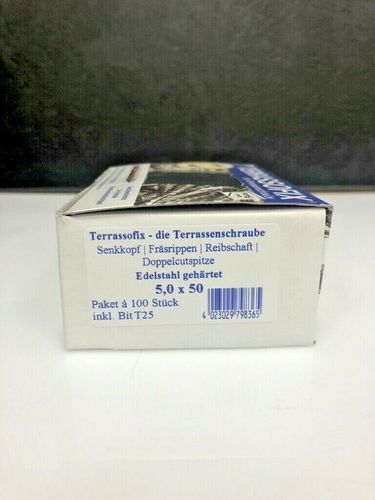 Terrassofix - die Terrassenschraube
Senkkopf | Fräsrippen | Reibschaft |
Doppelcutspitze
Edelstahl gehärtet
5,0 x 50
Paket á 100 Stück
inkl. Bit T25
4 023029 798365